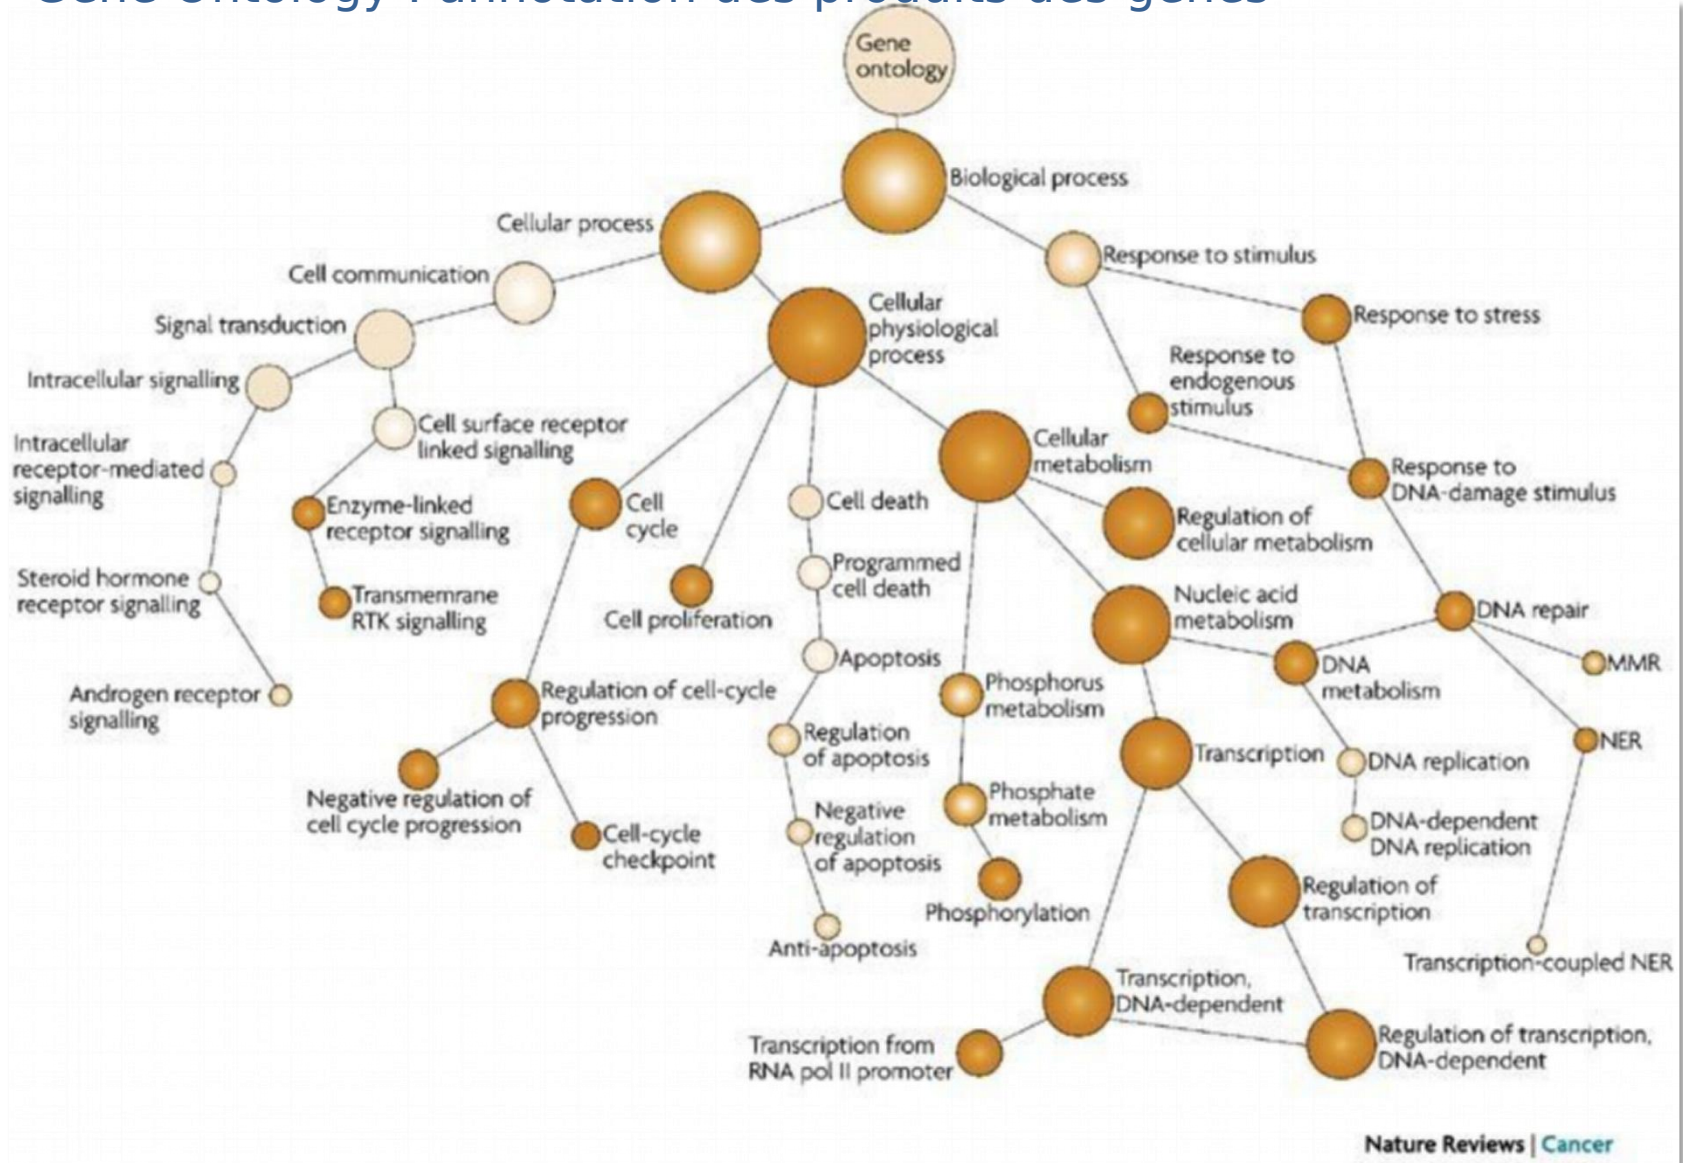 Gene Ontology : annotation des produits des gènes
Gene
ontology
Biological process
Cellular process
Response to stimulus
Cell communication
Cellular
physiological
process
Signal transduction
Response to stress
Response to
endogenous
stimulus
Intracellular signalling
Cell surface receptor
linked signalling
Intracellular
receptor-mediated
signalling
Cellular
metabolism
Response to
DNA-damage stimulus
Enzyme-linked
receptor signalling
Cell
cycle
Cell death
Regulation of
cellular metabolism
Steroid hormone
receptor signalling
Transmemrane
RTK signalling
Cell proliferation
Programmed
cell death
Nucleic acid
metabolism
DNA repair
Apoptosis
DNA
metabolism
MMR
Androgen receptor
signalling
Regulation of cell-cycle
progression
Phosphorus
metabolism
Regulation
of apoptosis
Transcription
DNA replication
NER
Negative regulation of
cell cycle progression
Cell-cycle
checkpoint
Negative
regulation
of apoptosis
Phosphate
metabolism
DNA-dependent
DNA replication
Phosphorylation
Regulation of
transcription
Anti-apoptosis
Transcription-coupled NER
Transcription,
DNA-dependent
Transcription from
RNA pol II promoter
Regulation of transcription,
DNA-dependent
Nature Reviews | Cancer